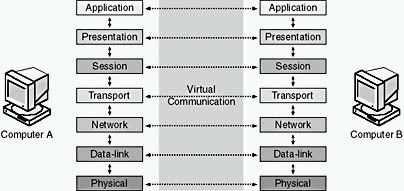 Application Application
Presentation Presentation
Session Session
Virtual
Communication
Transport Transport
Computer A Computer B
Network Network
Data-link Data-link
Physical Physical